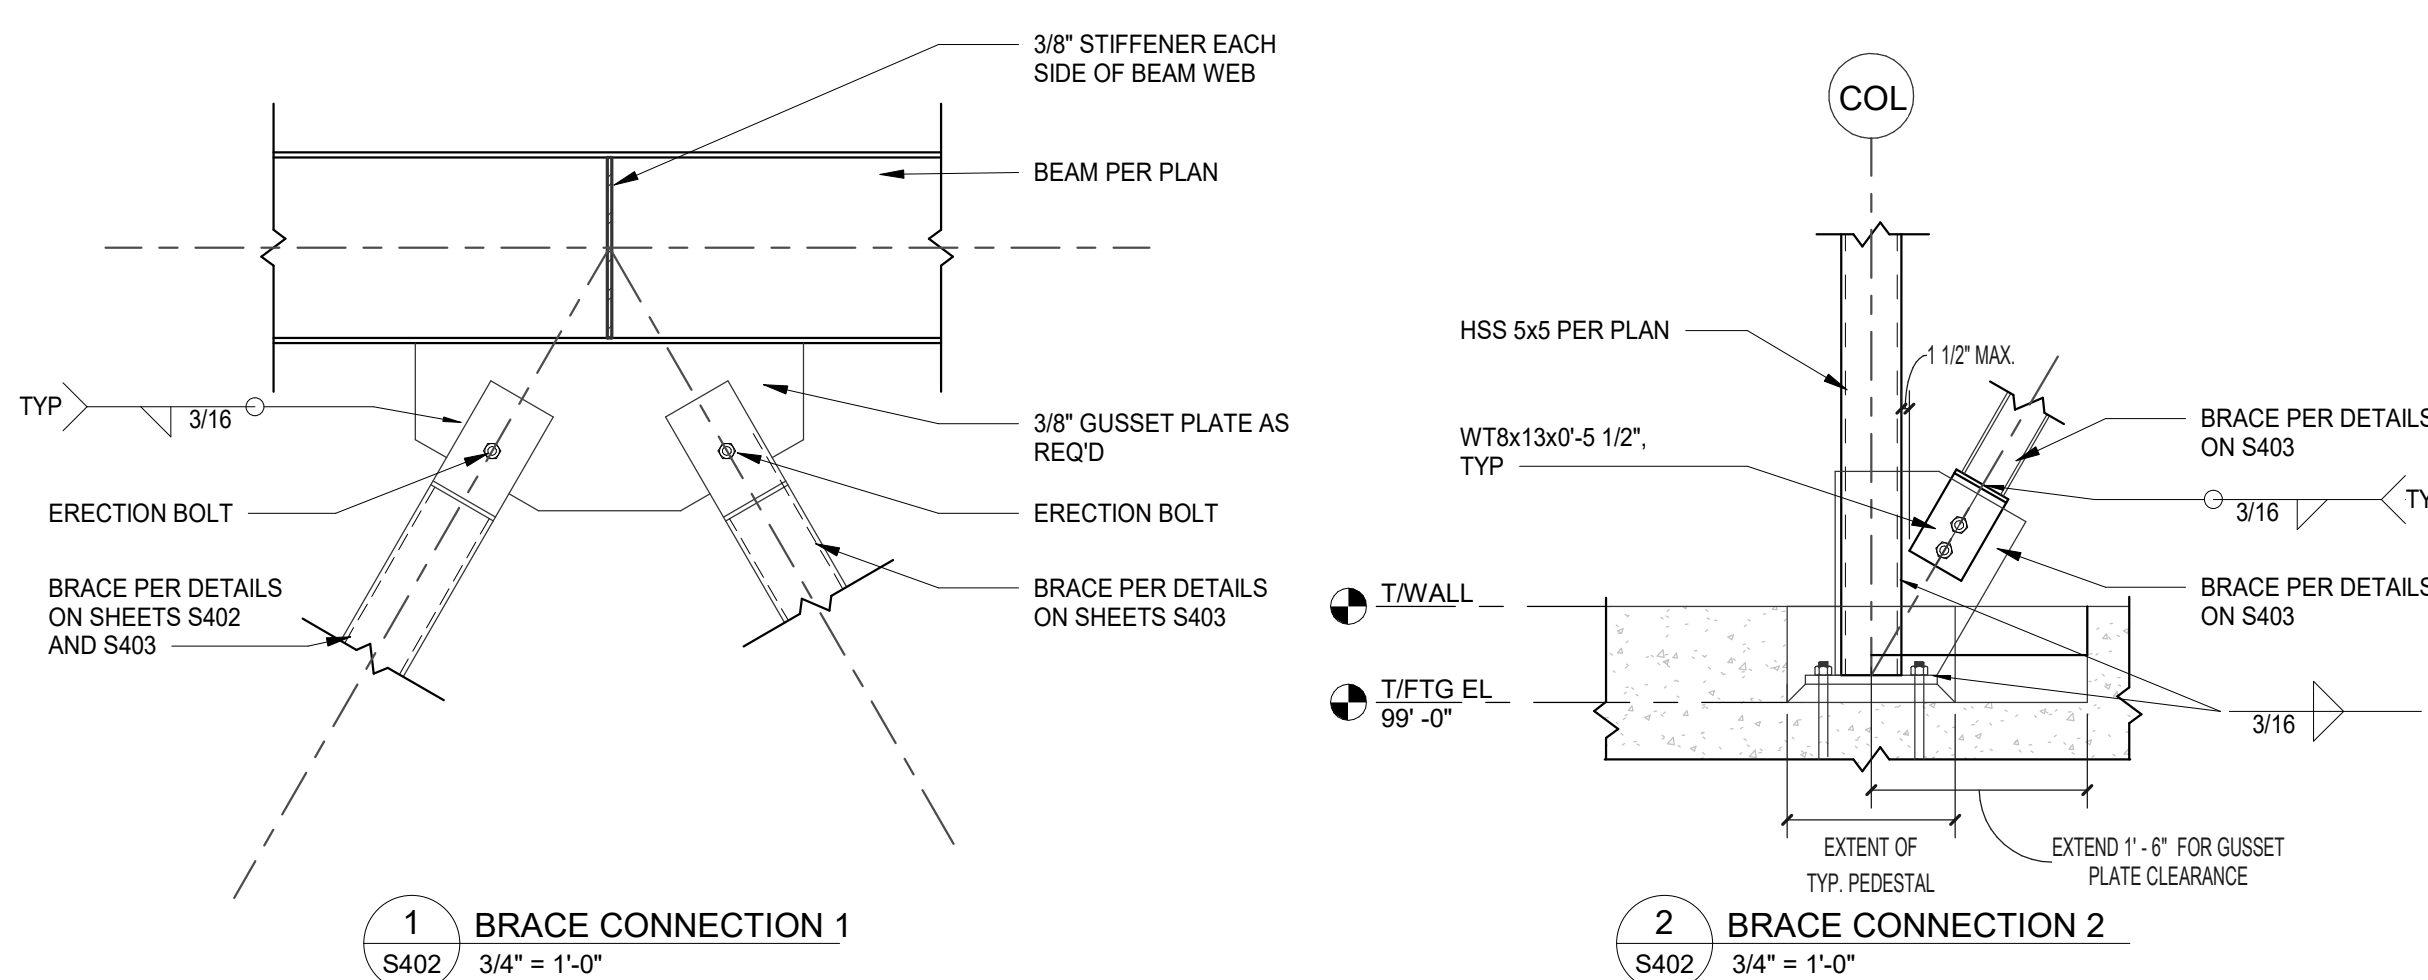 3/8" STIFFENER EACH
SIDE OF BEAM WEB
BEAM PER PLAN
TYP
3/16
3/8" GUSSET PLATE AS
REQ'D
ERECTION BOLT
ERECTION BOLT
BRACE PER DETAILS
ON SHEETS S402
AND S403
BRACE PER DETAILS
ON SHEETS S403
1
S402
BRACE CONNECTION 1
3/4" = 1'-0"
COL
HSS 5x5 PER PLAN
1 1/2" MAX.
WT8x13x0'-5 1/2",
TYP
BRACE PER DETAILS
ON S403
3/16
TY
BRACE PER DETAILS
ON S403
T/WALL
T/FTG EL
99' -0"
3/16
EXTENT OF
TYP. PEDESTAL
EXTEND 1' - 6" FOR GUSSET
PLATE CLEARANCE
2
S402
BRACE CONNECTION 2
3/4" = 1'-0"